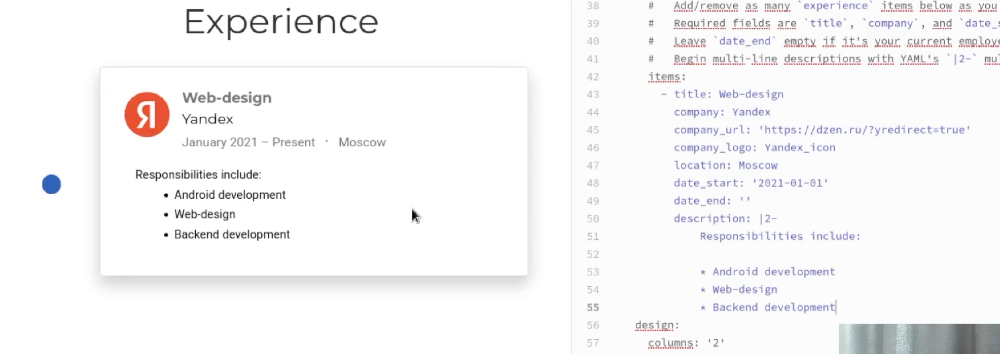 Experience
Я
Web-design
Yandex
January 2021 – Present · Moscow
Responsibilities include:
• Android development
• Web-design
• Backend development
38 # Add/remove as many `experience` items below as you
39 # Required fields are `title`, `company`, and `date_s
40 # Leave `date_end` empty if it's your current employe
41 # Begin multi-line descriptions with YAML's `|2-` mul
42 items:
43 - title: Web-design
44 company: Yandex
45 company_url: 'https://dzen.ru/?yredirect=true'
46 company_logo: Yandex_icon
47 location: Moscow
48 date_start: '2021-01-01'
49 date_end: ''
50 description: |2-
51 Responsibilities include:
52
53 * Android development
54 * Web-design
55 * Backend development
56 design:
57 columns: '2'